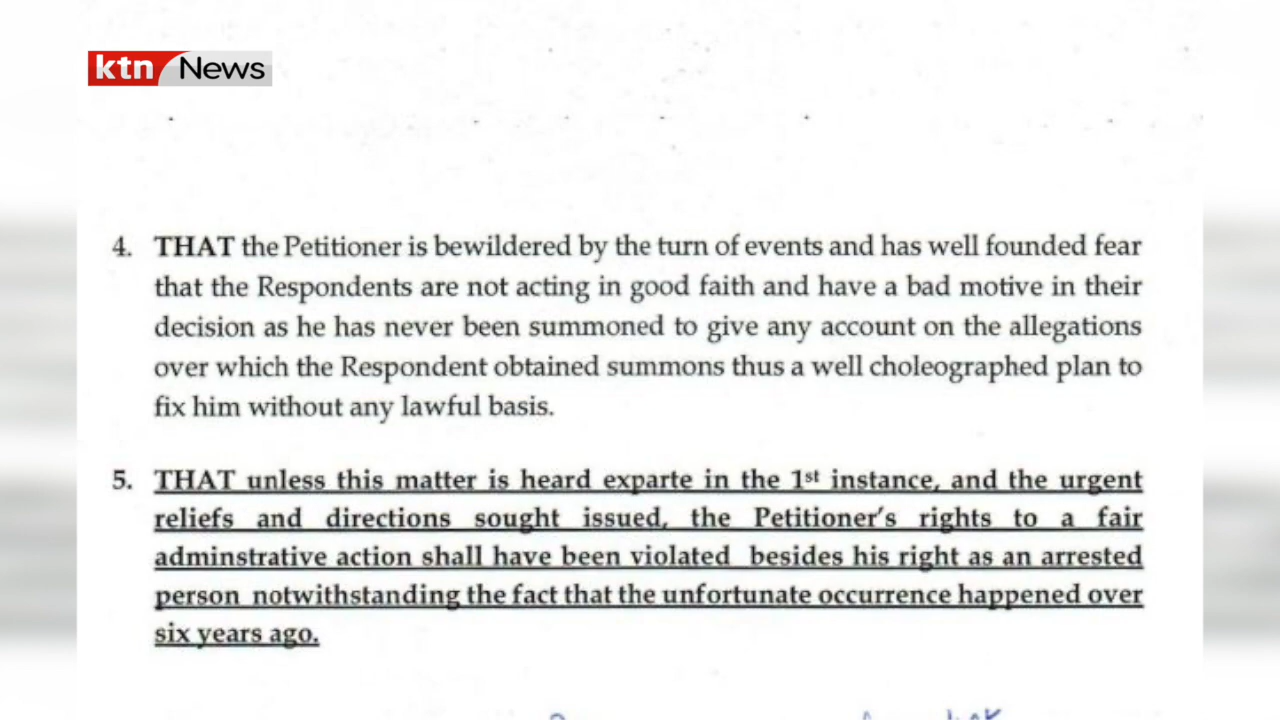 ktn News
4. THAT the Petitioner is bewildered by the turn of events and has well founded fear
that the Respondents are not acting in good faith and have a bad motive in their
decision as he has never been summoned to give any account on the allegations
over which the Respondent obtained summons thus a well choleographed plan to
fix him without any lawful basis.
5. THAT unless this matter is heard exparte in the 1st instance, and the urgent
reliefs and directions sought issued, the Petitioner's rights to a fair
adminstrative action shall have been violated besides his right as an arrested
person notwithstanding the fact that the unfortunate occurrence happened over
six years ago.